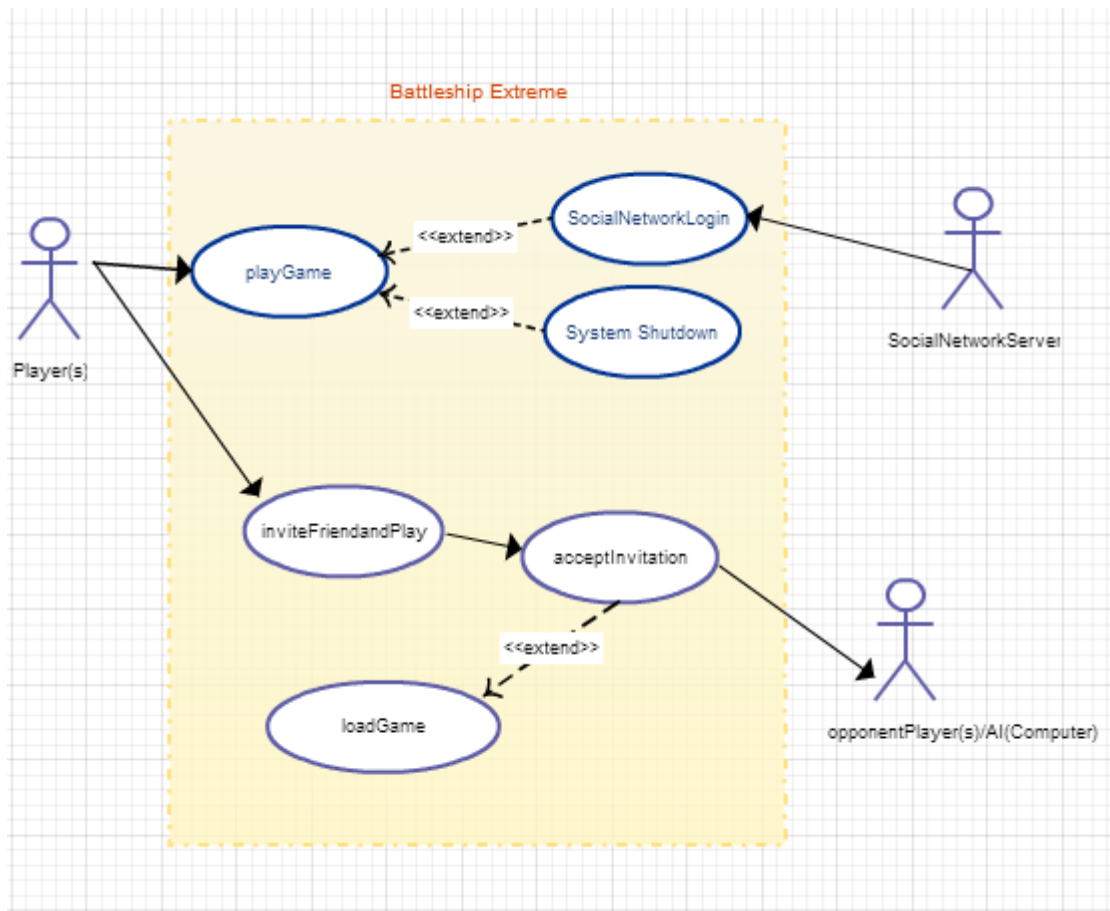 Battleship Extreme
SocialNetworkLogin
<<extend>>
playGame
<<extend>>
System Shutdown
SocialNetworkServer
Player(s)
inviteFriendandPlay
acceptInvitation
<<extend>>
loadGame
opponentPlayer(s)/AI(Computer)